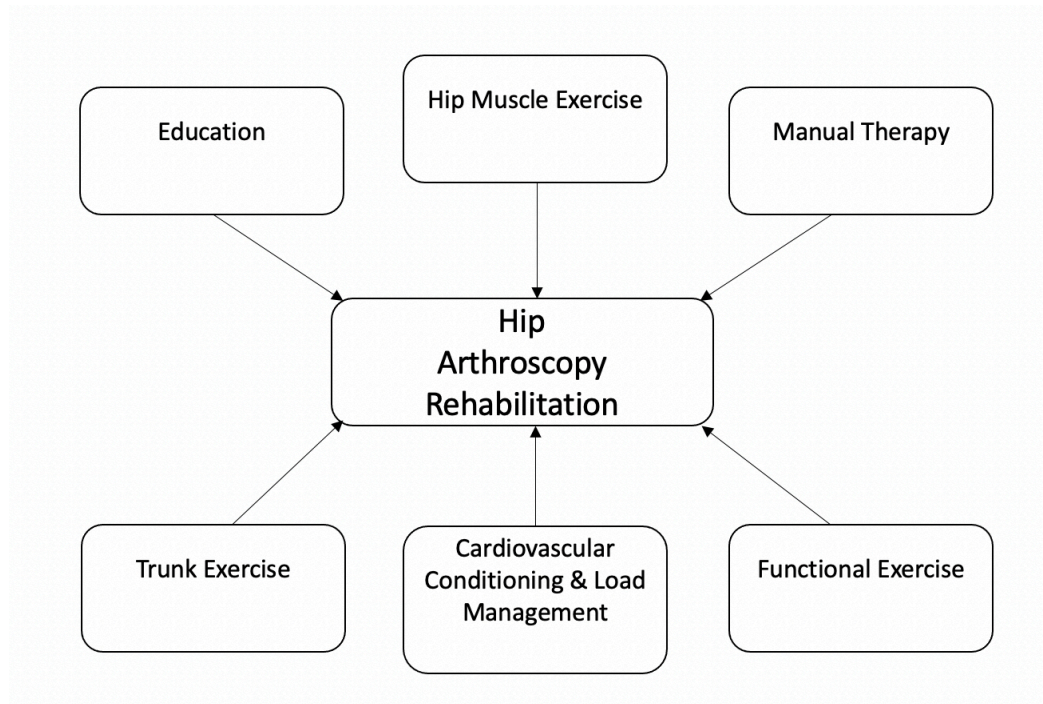 Education
Hip Muscle Exercise
Manual Therapy
Hip
Arthroscopy
Rehabilitation
Trunk Exercise
Cardiovascular
Conditioning & Load
Management
Functional Exercise